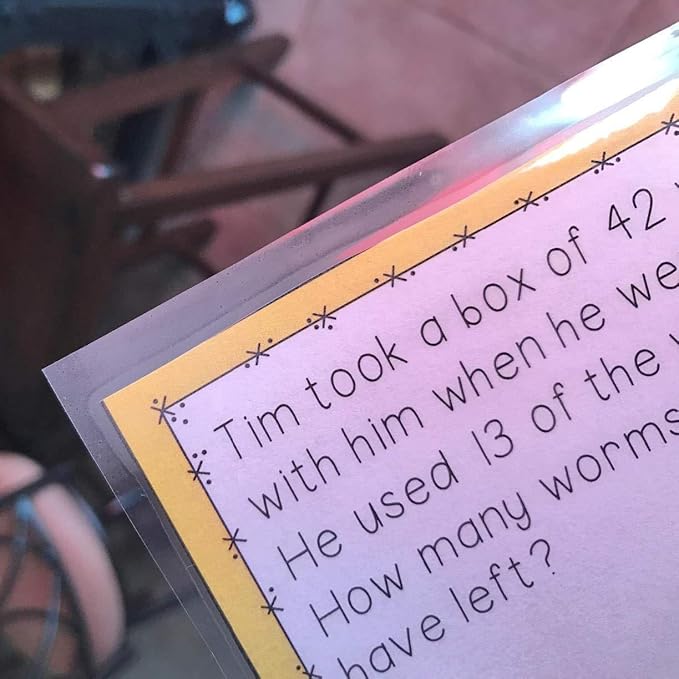 Tim took a box of 42
with him when he we
He used 13 of the
How many worms
have left?